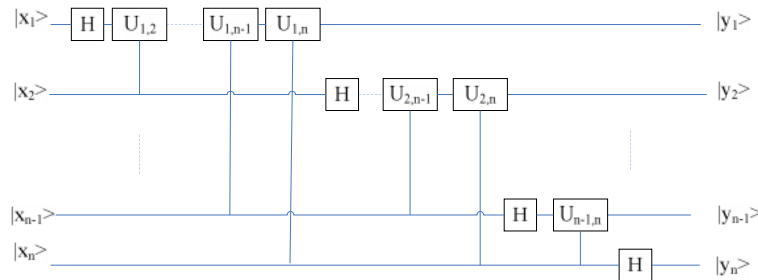 |x₁> H U₁,₂ U₁,ₙ₋₁ U₁,ₙ |y₁>
|x₂> H U₂,ₙ₋₁ U₂,ₙ |y₂>
|xₙ₋₁> H Uₙ₋₁,ₙ |yₙ₋₁>
|xₙ> H |yₙ>